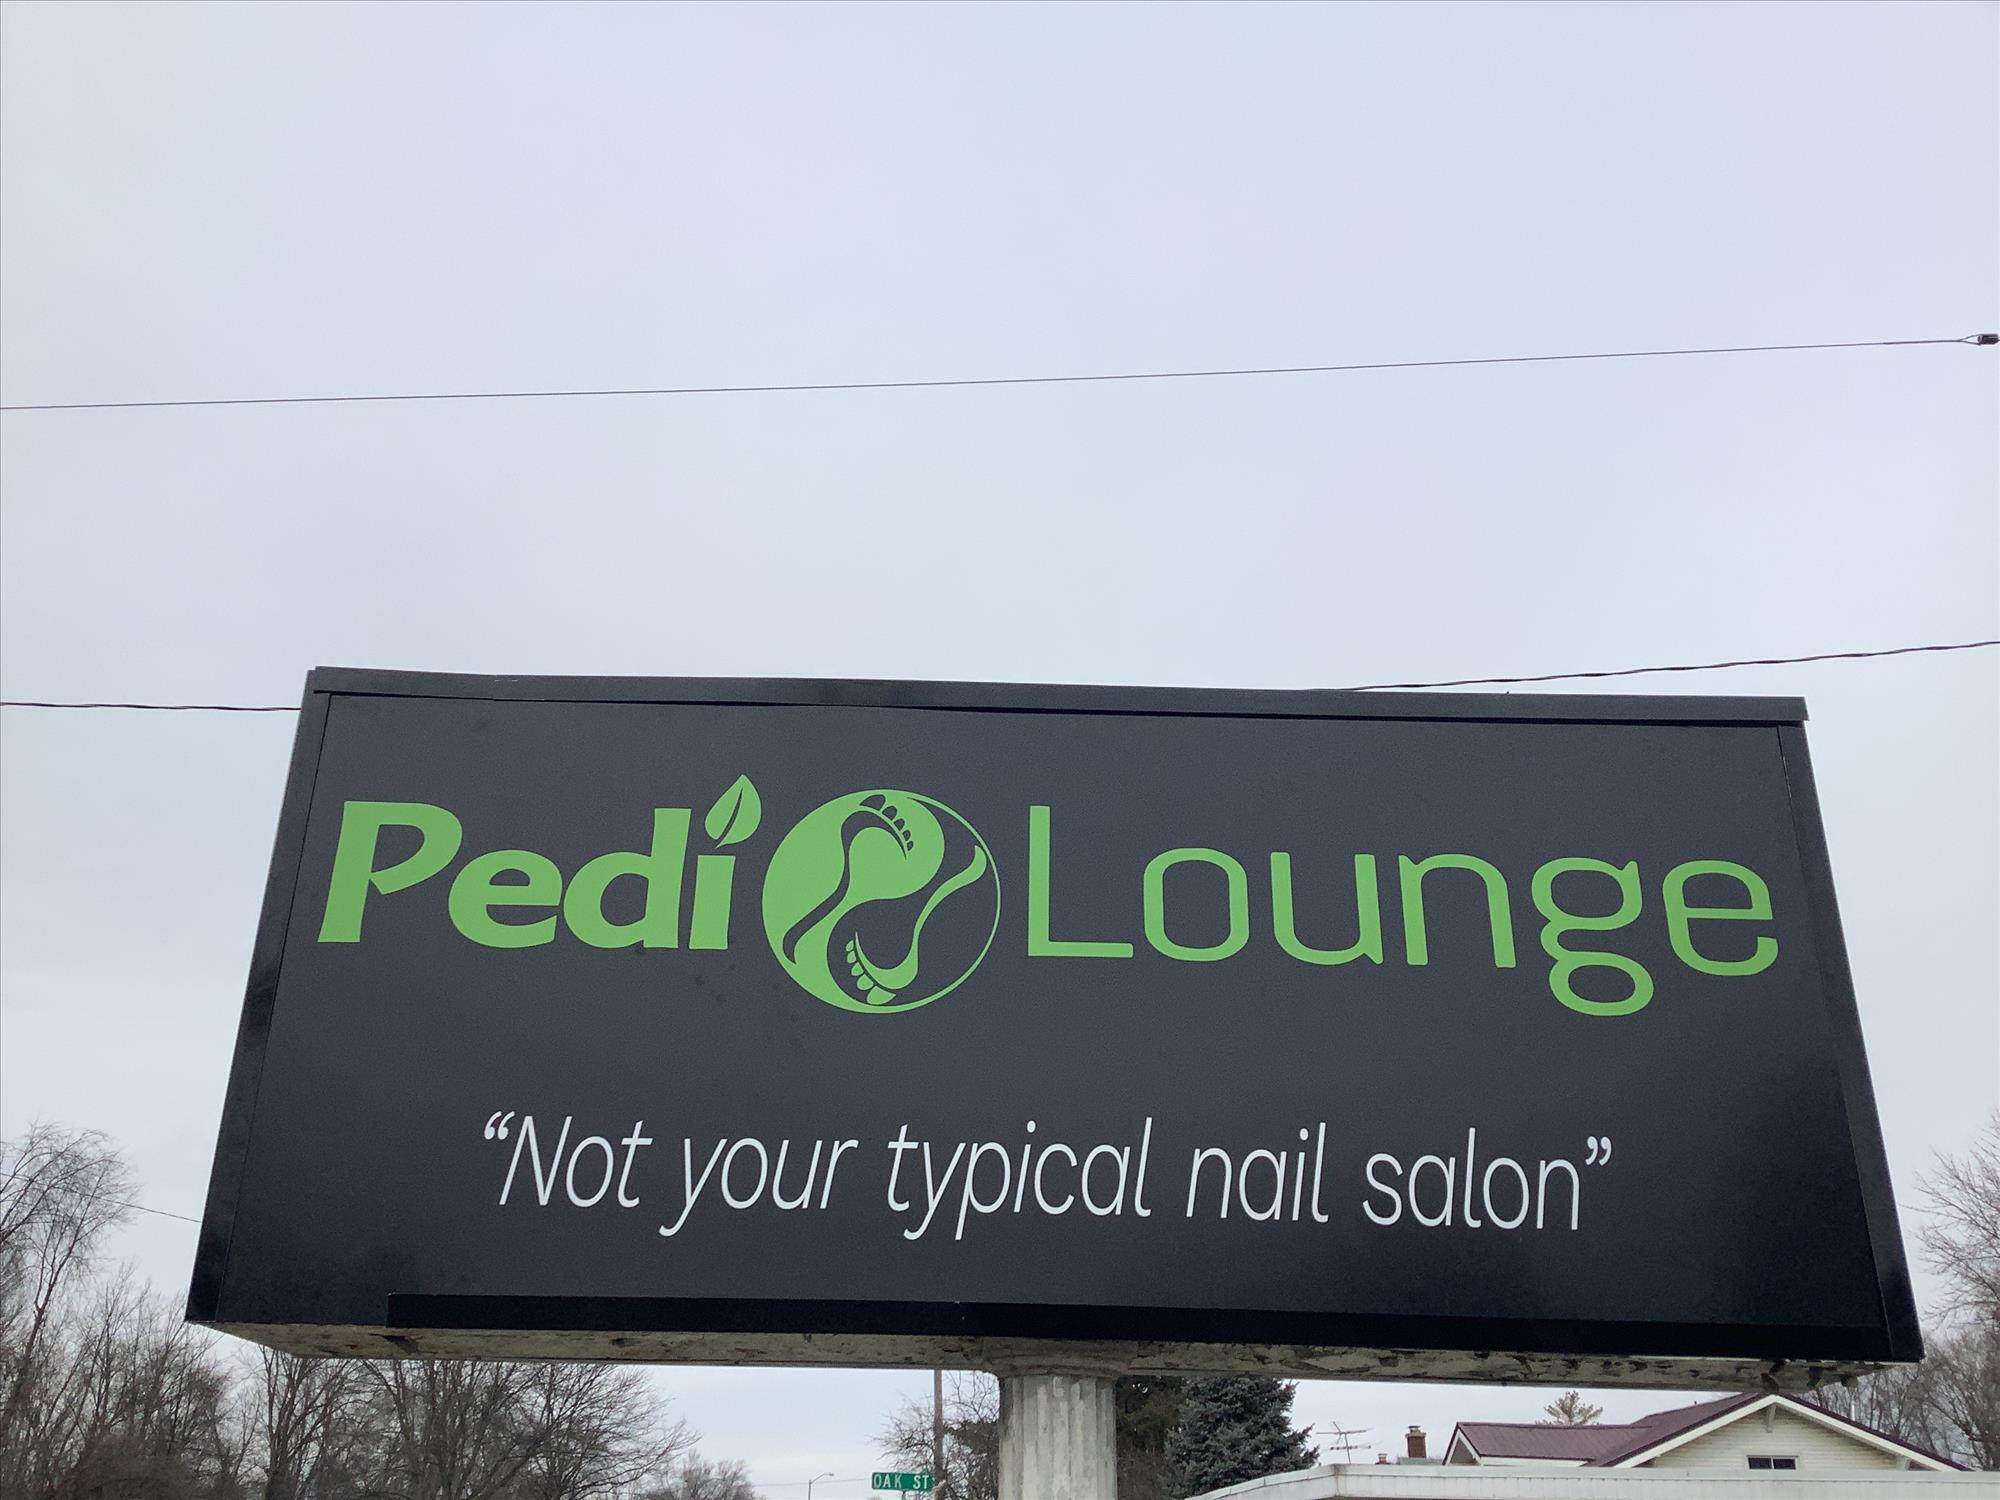 Pedi Lounge
“Not your typical nail salon”
OAK ST